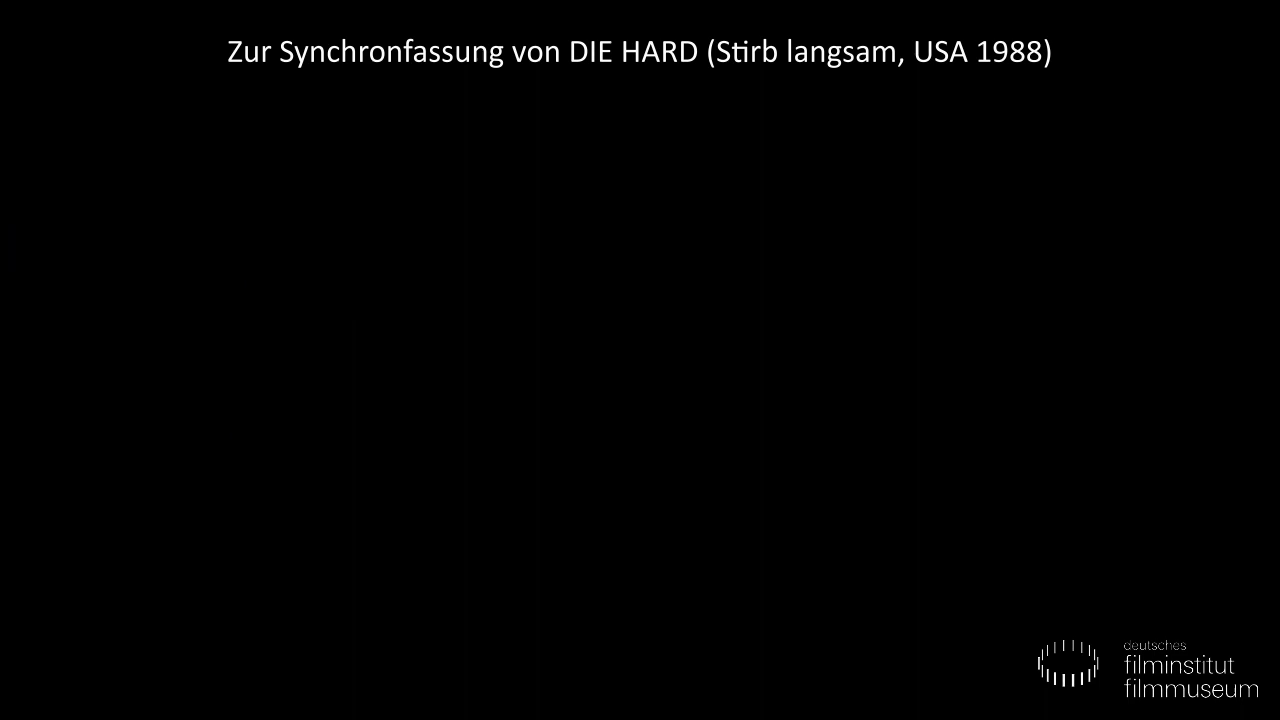 Zur Synchronfassung von DIE HARD (Stirb langsam, USA 1988)
deutsches
filminstitut
filmmuseum